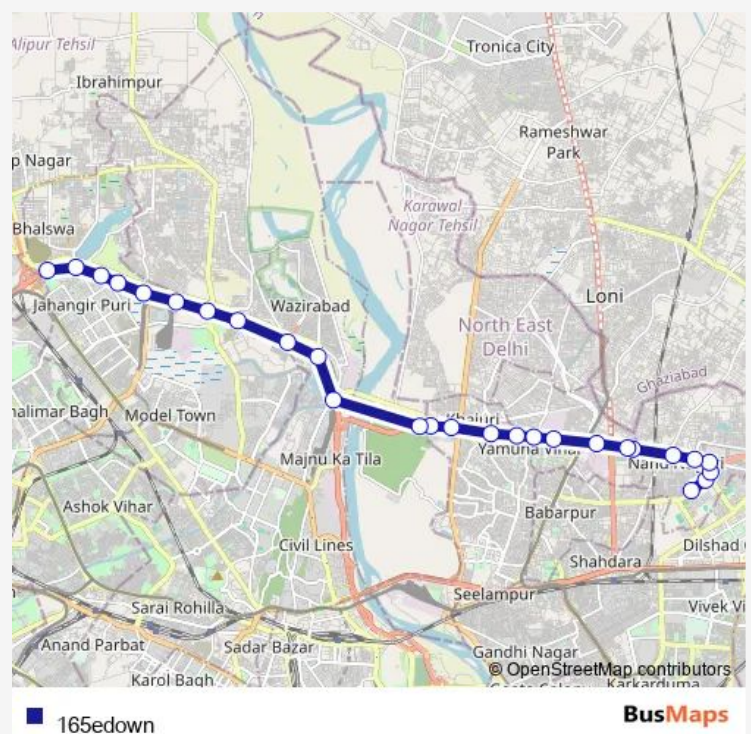 Alipur Tehsil
Tronica City
Ibrahimpur
Rameshwar
Park
p Nagar
Karawal
Nagar Tehsil
Bhalswa
Jahangir Puri
Wazirabad
Loni
North East
Delhi
Ghaziabad
halimar Bagh
Model Town
Khajuri
Yamuna Vihar
Majnu Ka Tila
Ashok Vihar
Babarpur
Civil Lines
Dilshad
Shahdara
Seelampur
Sarai Rohilla
Vivek Vi
Anand Parbat
Sadar Bazar
Gandhi Nagar
© OpenStreetMap contributors
Karol Bagh
Karkarduma
165edown
BusMaps